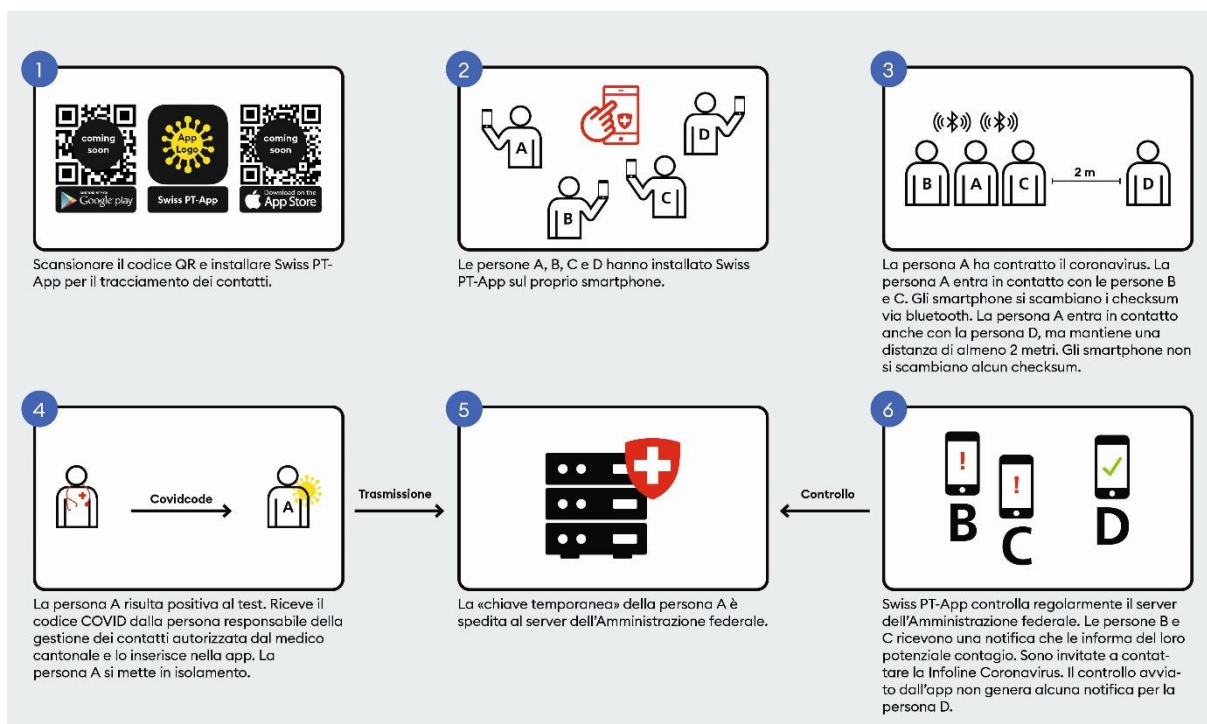 1
coming
soon
App
Logo
coming
soon
Google play
Swiss PT-App
Download on the
App Store
Scansionare il codice QR e installare Swiss PT-
App per il tracciamento dei contatti.
2
A
D
B
C
Le persone A, B, C e D hanno installato Swiss
PT-App sul proprio smartphone.
3
B
A
C
2 m
D
La persona A ha contratto il coronavirus. La
persona A entra in contatto con le persone B
e C. Gli smartphone si scambiano i checksum
via bluetooth. La persona A entra in contatto
anche con la persona D, ma mantiene una
distanza di almeno 2 metri. Gli smartphone non
si scambiano alcun checksum.
4
Covidcode
A
La persona A risulta positiva al test. Riceve il
codice COVID dalla persona responsabile della
gestione dei contatti autorizzata dal medico
cantonale e lo inserisce nella app. La
persona A si mette in isolamento.
Trasmissione
5
La «chiave temporanea» della persona A è
spedita al server dell'Amministrazione federale.
Controllo
6
!
!
B
C
D
Swiss PT-App controlla regolarmente il server
dell'Amministrazione federale. Le persone B e
C ricevono una notifica che le informa del loro
potenziale contagio. Sono invitate a contat-
tare la Infoline Coronavirus. Il controllo avvia-
to dall'app non genera alcuna notifica per la
persona D.